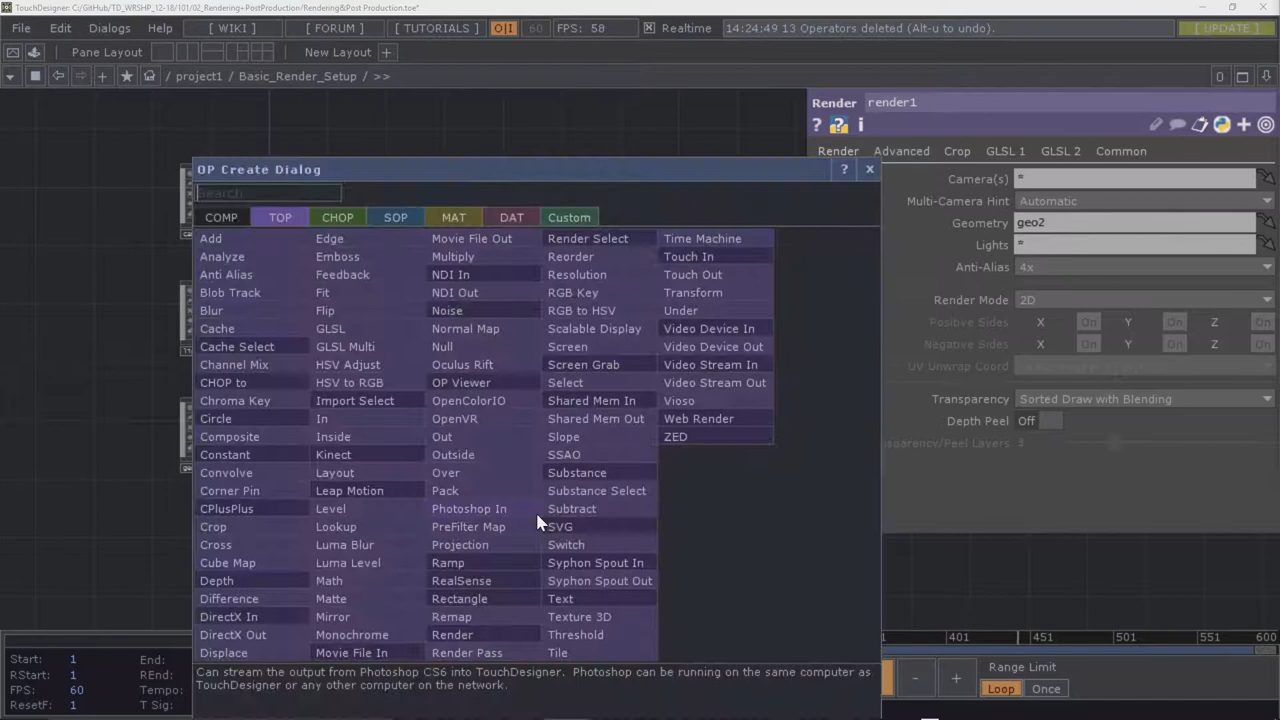 TouchDesigner: C:/GitHub/TD_WRSHP_12-18/101/02_Rendering+PostProduction/Rendering&Post Production.toe*
File Edit Dialogs Help [ WIKI ] [ FORUM ] [ TUTORIALS ] O|I 60 FPS: 58 Realtime 14:24:49 13 Operators deleted (Alt-u to undo). [ UPDATE ]
Pane Layout New Layout +
/ project1 / Basic_Render_Setup / >> 0
Render render1
? ? i
Render Advanced Crop GLSL 1 GLSL 2 Common
OP Create Dialog ? x
Camera(s) *
Search
Multi-Camera Hint Automatic
COMP TOP CHOP SOP MAT DAT Custom
Geometry geo2
Add Edge Movie File Out Render Select Time Machine
Lights *
Analyze Emboss Multiply Reorder Touch In
Anti-Alias 4x
Anti Alias Feedback NDI In Resolution Touch Out
Blob Track Fit NDI Out RGB Key Transform
Render Mode 2D
Blur Flip Noise RGB to HSV Under
Positive Sides X On Y On Z On
Cache GLSL Normal Map Scalable Display Video Device In
Negative Sides X On Y On Z On
Cache Select GLSL Multi Null Screen Video Device Out
UV Unwrap Coord
Channel Mix HSV Adjust Oculus Rift Screen Grab Video Stream In
CHOP to HSV to RGB OP Viewer Select Video Stream Out
Transparency Sorted Draw with Blending
Chroma Key Import Select OpenColorIO Shared Mem In Vioso
Depth Peel Off
Circle In OpenVR Shared Mem Out Web Render
Composite Inside Out Slope ZED
nsparency/Peel Layers 3
Constant Kinect Outside SSAO
Convolve Layout Over Substance
Corner Pin Leap Motion Pack Substance Select
CPlusPlus Level Photoshop In Subtract
Crop Lookup PreFilter Map SVG
Cross Luma Blur Projection Switch
Cube Map Luma Level Ramp Syphon Spout In
Depth Math RealSense Syphon Spout Out
Difference Matte Rectangle Text
DirectX In Mirror Remap Texture 3D
DirectX Out Monochrome Render Threshold
1 401 451 501 551 600
Displace Movie File In Render Pass Tile
Start: 1 End:
RStart: 1 REnd:
FPS: 60 Tempo:
ResetF: 1 T Sig:
Can stream the output from Photoshop CS6 into TouchDesigner. Photoshop can be running on the same computer as
TouchDesigner or any other computer on the network.
- + Range Limit
Loop Once